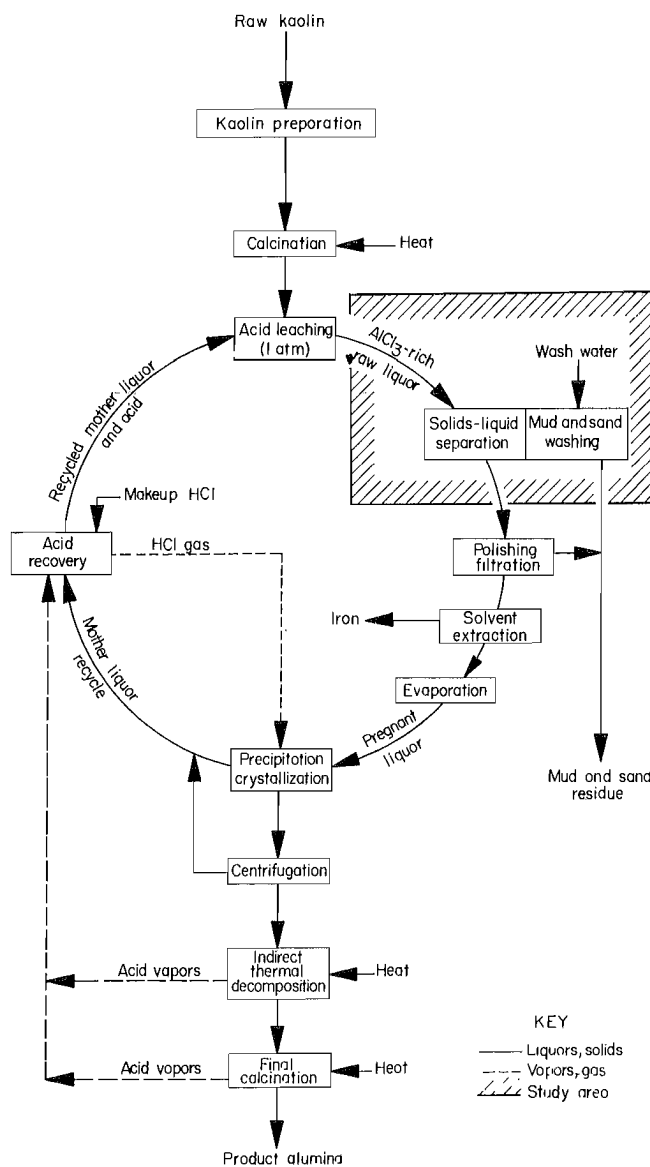 Raw kaolin
Kaolin preporation
Calcination
Heat
Acid leaching
(1 atm)
AlCl3-rich
raw liquor
Wash water
Solids-liquid
separation
Mud and sand
washing
Recycled mother liquor
and acid
Makeup HCl
Acid
recovery
HCl gas
Polishing
filtration
Iron
Solvent
extraction
Evaporation
Mother liquor
recycle
Pregnant
liquor
Precipitotion
crystallization
Mud ond sand
residue
Centrifugation
Acid vapors
Indirect
thermal
decomposition
Heat
Acid vopors
Final
calcination
Heot
Product alumina
KEY
Liquors, solids
Vopors, gas
Study area